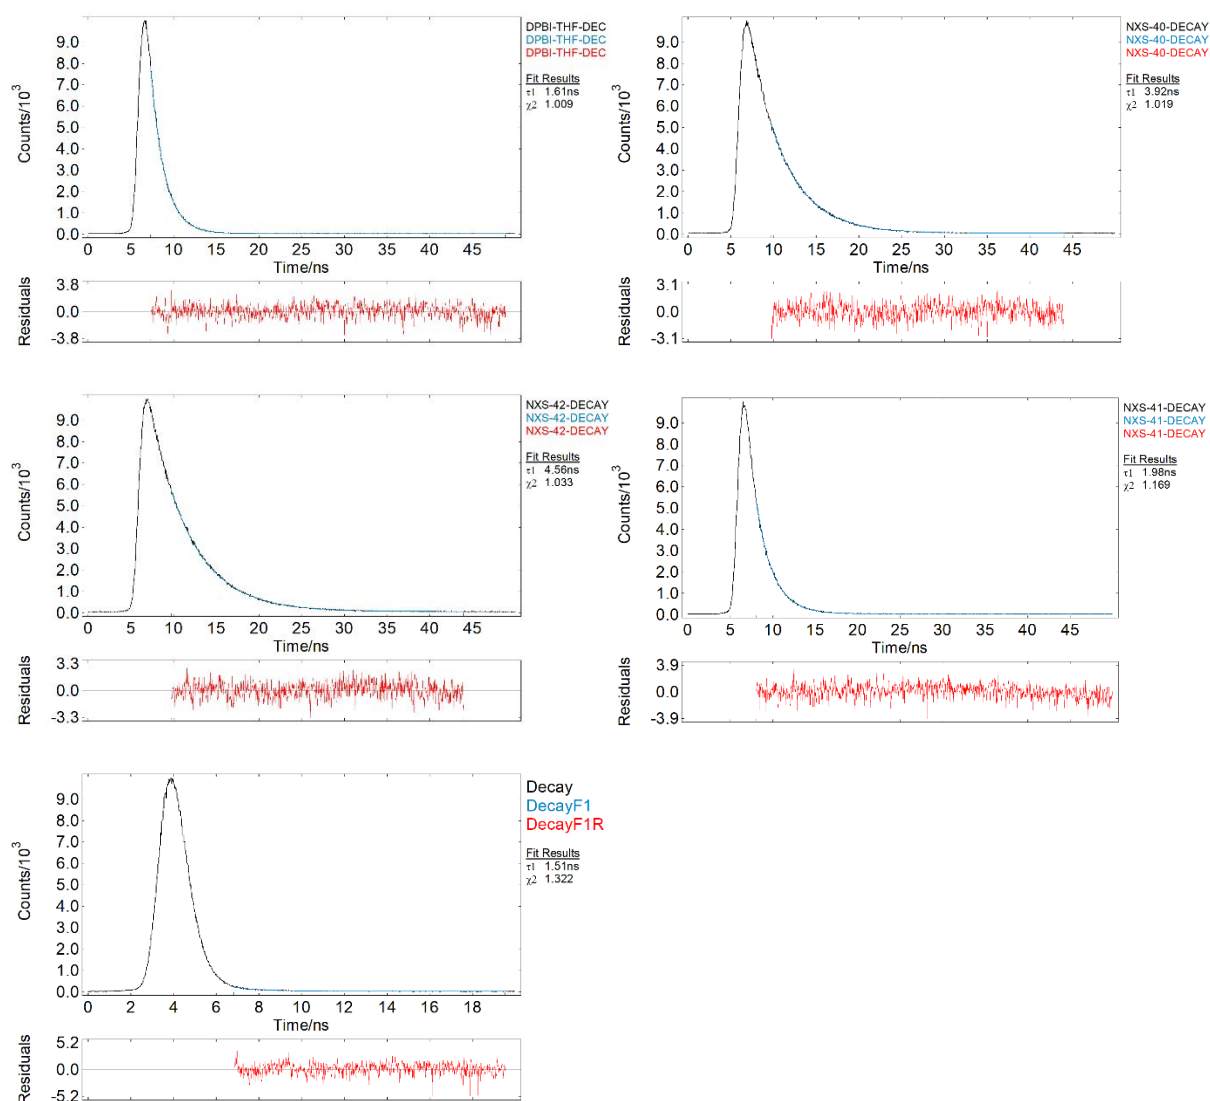 DPBI-THF-DEC
DPBI-THF-DEC
DPBI-THF-DEC
Fit Results
τ1 1.61ns
χ2 1.009
Counts/10³
9.0
8.0
7.0
6.0
5.0
4.0
3.0
2.0
1.0
0.0
0 5 10 15 20 25 30 35 40 45
Time/ns
Residuals
3.8
0.0
-3.8
NXS-40-DECAY
NXS-40-DECAY
NXS-40-DECAY
Fit Results
τ1 3.92ns
χ2 1.019
Counts/10³
9.0
8.0
7.0
6.0
5.0
4.0
3.0
2.0
1.0
0.0
0 5 10 15 20 25 30 35 40 45
Time/ns
Residuals
3.1
0.0
-3.1
NXS-42-DECAY
NXS-42-DECAY
NXS-42-DECAY
Fit Results
τ1 4.56ns
χ2 1.033
Counts/10³
9.0
8.0
7.0
6.0
5.0
4.0
3.0
2.0
1.0
0.0
0 5 10 15 20 25 30 35 40 45
Time/ns
Residuals
3.3
0.0
-3.3
NXS-41-DECAY
NXS-41-DECAY
NXS-41-DECAY
Fit Results
τ1 1.98ns
χ2 1.169
Counts/10³
9.0
8.0
7.0
6.0
5.0
4.0
3.0
2.0
1.0
0.0
0 5 10 15 20 25 30 35 40 45
Time/ns
Residuals
3.9
0.0
-3.9
Decay
DecayF1
DecayF1R
Fit Results
τ1 1.51ns
χ2 1.322
Counts/10³
9.0
8.0
7.0
6.0
5.0
4.0
3.0
2.0
1.0
0.0
0 2 4 6 8 10 12 14 16 18
Time/ns
Residuals
5.2
0.0
-5.2